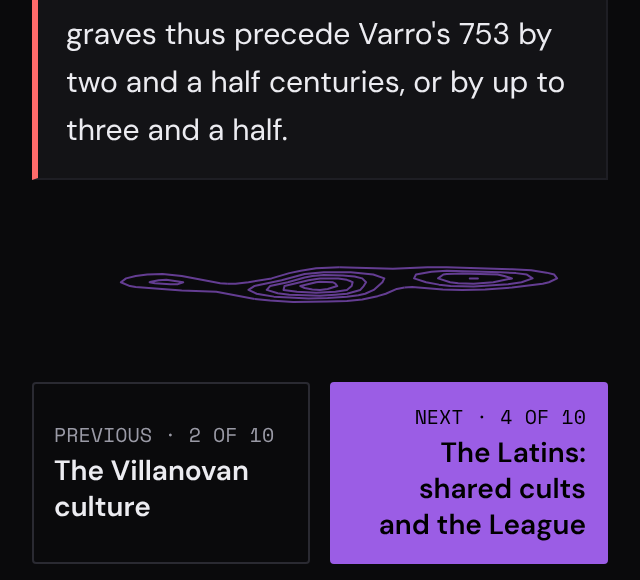 graves thus precede Varro's 753 by
two and a half centuries, or by up to
three and a half.
PREVIOUS · 2 OF 10
The Villanovan
culture
NEXT · 4 OF 10
The Latins:
shared cults
and the League